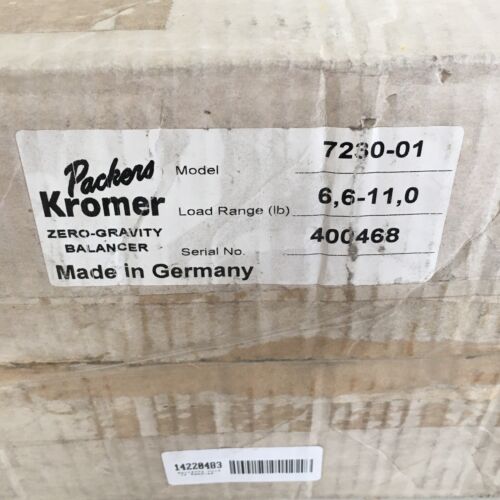 Packers
Kromer
ZERO-GRAVITY
BALANCER
Made in Germany
Model 7230-01
Load Range (lb) 6,6-11,0
Serial No. 400468
14220483